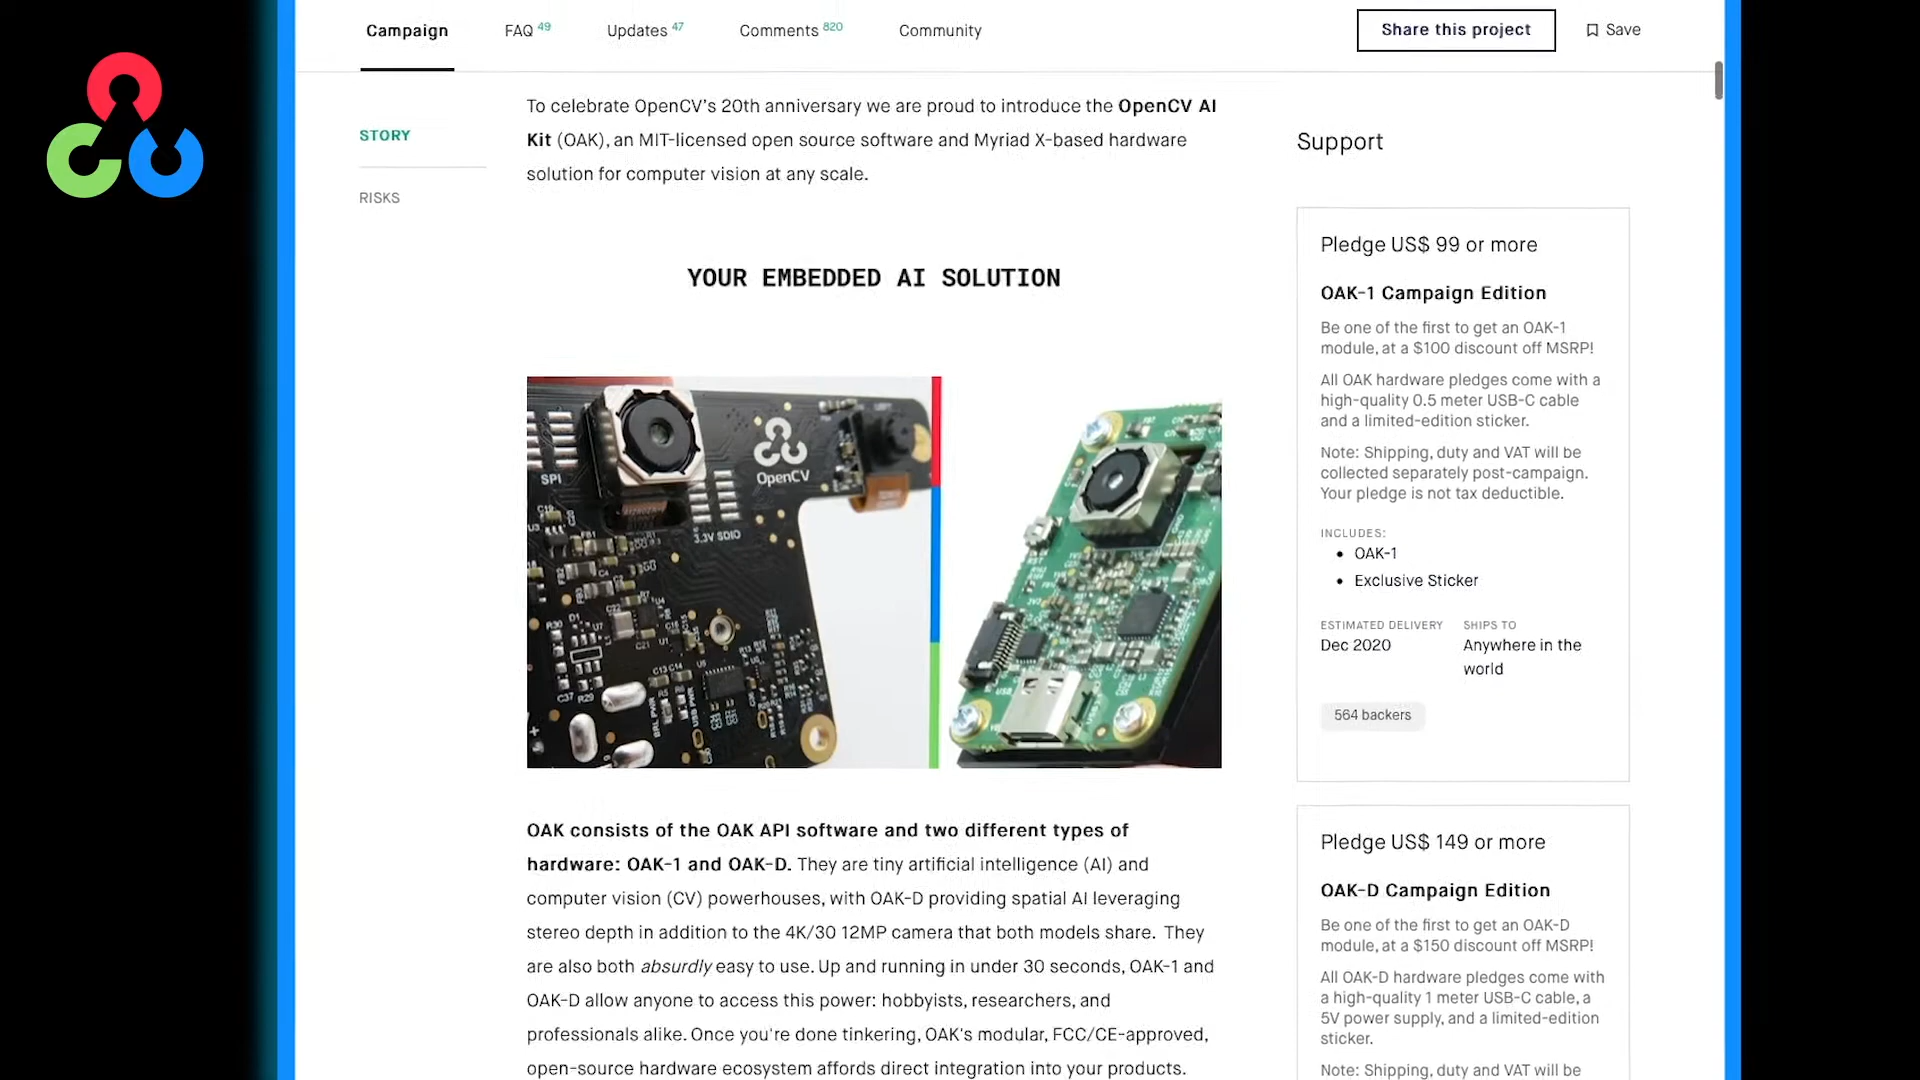 Campaign
FAQ 49
Updates 47
Comments 820
Community
Share this project
Save
STORY
RISKS
To celebrate OpenCV's 20th anniversary we are proud to introduce the OpenCV AI
Kit (OAK), an MIT-licensed open source software and Myriad X-based hardware
solution for computer vision at any scale.
YOUR EMBEDDED AI SOLUTION
SPI
OpenCV
3.3V SDIO
OAK consists of the OAK API software and two different types of
hardware: OAK-1 and OAK-D. They are tiny artificial intelligence (AI) and
computer vision (CV) powerhouses, with OAK-D providing spatial AI leveraging
stereo depth in addition to the 4K/30 12MP camera that both models share. They
are also both absurdly easy to use. Up and running in under 30 seconds, OAK-1 and
OAK-D allow anyone to access this power: hobbyists, researchers, and
professionals alike. Once you're done tinkering, OAK's modular, FCC/CE-approved,
open-source hardware ecosystem affords direct integration into your products.
Support
Pledge US$ 99 or more
OAK-1 Campaign Edition
Be one of the first to get an OAK-1
module, at a $100 discount off MSRP!
All OAK hardware pledges come with a
high-quality 0.5 meter USB-C cable
and a limited-edition sticker.
Note: Shipping, duty and VAT will be
collected separately post-campaign.
Your pledge is not tax deductible.
INCLUDES:
• OAK-1
• Exclusive Sticker
ESTIMATED DELIVERY
Dec 2020
SHIPS TO
Anywhere in the
world
564 backers
Pledge US$ 149 or more
OAK-D Campaign Edition
Be one of the first to get an OAK-D
module, at a $150 discount off MSRP!
All OAK-D hardware pledges come with
a high-quality 1 meter USB-C cable, a
5V power supply, and a limited-edition
sticker.
Note: Shipping, duty and VAT will be